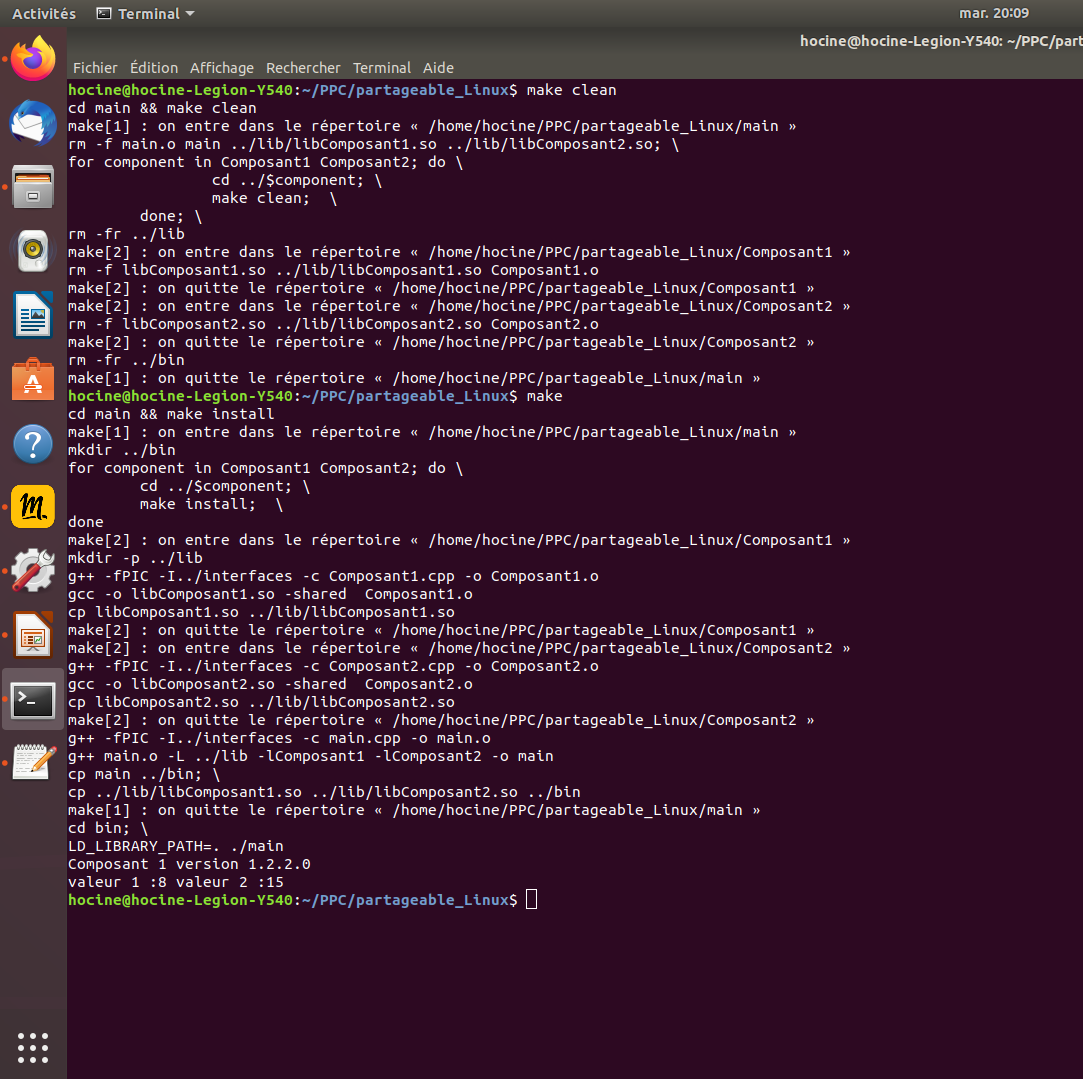 Activités Terminal mar. 20:09
hocine@hocine-Legion-Y540: ~/PPC/part
Fichier Édition Affichage Rechercher Terminal Aide
hocine@hocine-Legion-Y540:~/PPC/partageable_Linux$ make clean
cd main && make clean
make[1] : on entre dans le répertoire « /home/hocine/PPC/partageable_Linux/main »
rm -f main.o main ../lib/libComposant1.so ../lib/libComposant2.so; \
for component in Composant1 Composant2; do \
cd ../$component; \
make clean;  \
done; \
rm -fr ../lib
make[2] : on entre dans le répertoire « /home/hocine/PPC/partageable_Linux/Composant1 »
rm -f libComposant1.so ../lib/libComposant1.so Composant1.o
make[2] : on quitte le répertoire « /home/hocine/PPC/partageable_Linux/Composant1 »
make[2] : on entre dans le répertoire « /home/hocine/PPC/partageable_Linux/Composant2 »
rm -f libComposant2.so ../lib/libComposant2.so Composant2.o
make[2] : on quitte le répertoire « /home/hocine/PPC/partageable_Linux/Composant2 »
rm -fr ../bin
make[1] : on quitte le répertoire « /home/hocine/PPC/partageable_Linux/main »
hocine@hocine-Legion-Y540:~/PPC/partageable_Linux$ make
cd main && make install
make[1] : on entre dans le répertoire « /home/hocine/PPC/partageable_Linux/main »
mkdir ../bin
for component in Composant1 Composant2; do \
cd ../$component; \
make install;  \
done
make[2] : on entre dans le répertoire « /home/hocine/PPC/partageable_Linux/Composant1 »
mkdir -p ../lib
g++ -fPIC -I../interfaces -c Composant1.cpp -o Composant1.o
gcc -o libComposant1.so -shared  Composant1.o
cp libComposant1.so ../lib/libComposant1.so
make[2] : on quitte le répertoire « /home/hocine/PPC/partageable_Linux/Composant1 »
make[2] : on entre dans le répertoire « /home/hocine/PPC/partageable_Linux/Composant2 »
g++ -fPIC -I../interfaces -c Composant2.cpp -o Composant2.o
gcc -o libComposant2.so -shared  Composant2.o
cp libComposant2.so ../lib/libComposant2.so
make[2] : on quitte le répertoire « /home/hocine/PPC/partageable_Linux/Composant2 »
g++ -fPIC -I../interfaces -c main.cpp -o main.o
g++ main.o -L ../lib -lComposant1 -lComposant2 -o main
cp main ../bin; \
cp ../lib/libComposant1.so ../lib/libComposant2.so ../bin
make[1] : on quitte le répertoire « /home/hocine/PPC/partageable_Linux/main »
cd bin; \
LD_LIBRARY_PATH=. ./main
Composant 1 version 1.2.2.0
valeur 1 :8 valeur 2 :15
hocine@hocine-Legion-Y540:~/PPC/partageable_Linux$